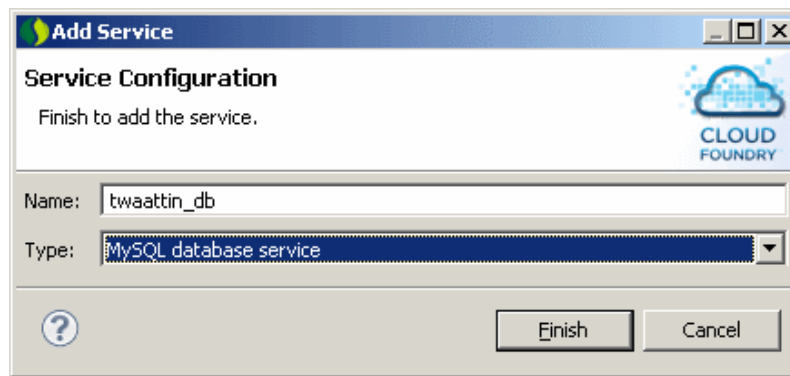 Add Service
Service Configuration
Finish to add the service.
CLOUD
FOUNDRY
Name: twaattin_db
Type: MySQL database service
?
Finish Cancel